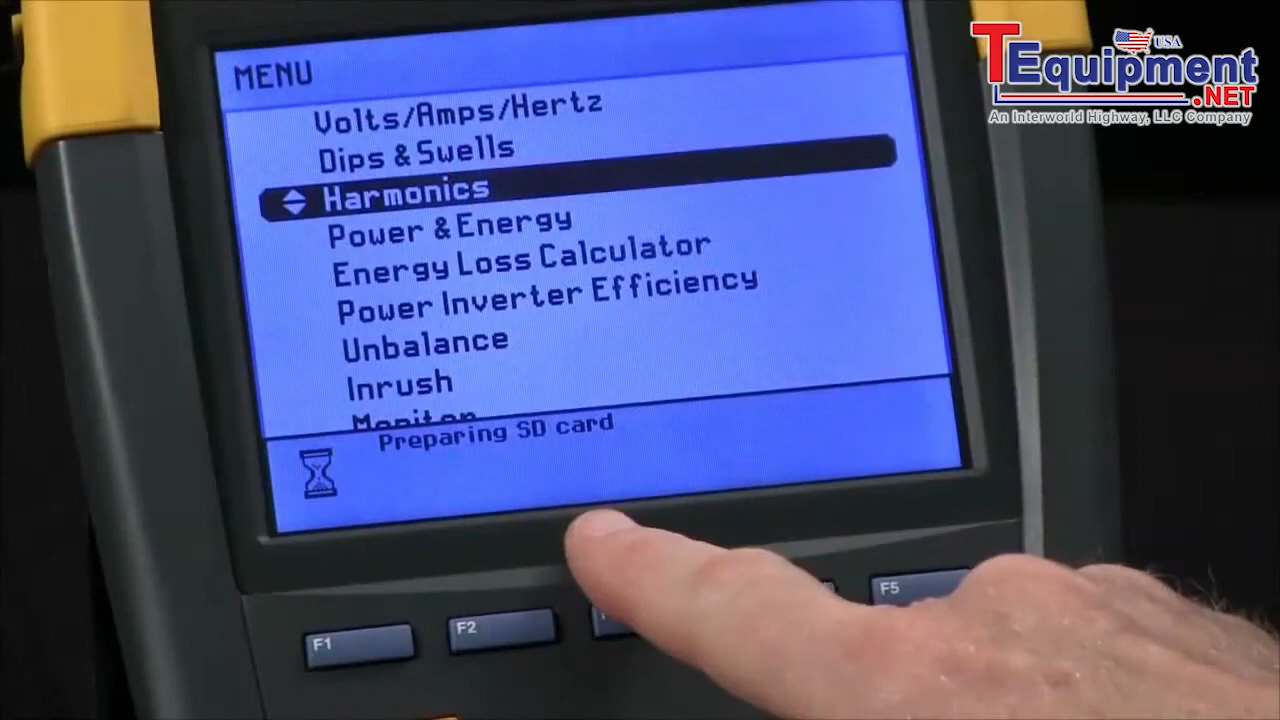 MENU
Volts/Amps/Hertz
Dips & Swells
Harmonics
Power & Energy
Energy Loss Calculator
Power Inverter Efficiency
Unbalance
Inrush
Monitor
Preparing SD card
F1
F2
F5
TEquipment
USA
.NET
An Interworld Highway, LLC Company